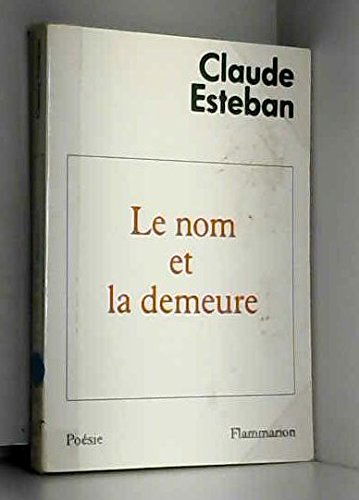 Claude
Esteban
Le nom
et
la demeure
Poésie
Flammarion